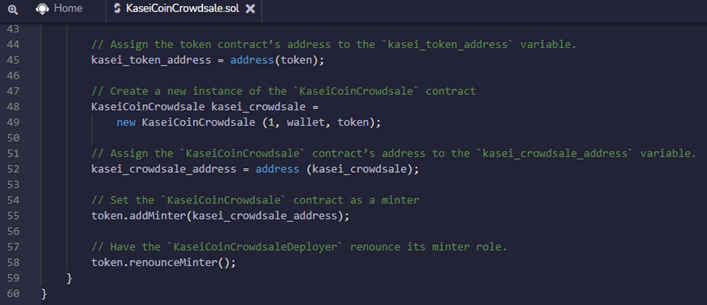 Home KaseiCoinCrowdsale.sol
43
44 // Assign the token contract’s address to the `kasei_token_address` variable.
45 kasei_token_address = address(token);
46
47 // Create a new instance of the `KaseiCoinCrowdsale` contract
48 KaseiCoinCrowdsale kasei_crowdsale =
49 new KaseiCoinCrowdsale (1, wallet, token);
50
51 // Assign the `KaseiCoinCrowdsale` contract’s address to the `kasei_crowdsale_address` variable.
52 kasei_crowdsale_address = address (kasei_crowdsale);
53
54 // Set the `KaseiCoinCrowdsale` contract as a minter
55 token.addMinter(kasei_crowdsale_address);
56
57 // Have the `KaseiCoinCrowdsaleDeployer` renounce its minter role.
58 token.renounceMinter();
59 }
60 }